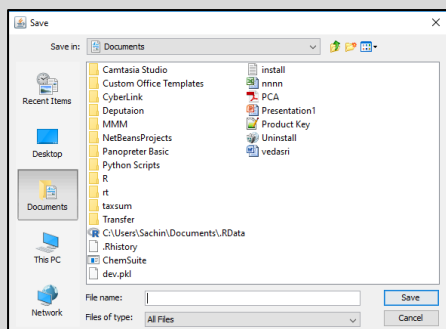 Save
Save in: Documents
Recent Items
Desktop
Documents
This PC
Network
Camtasia Studio
Custom Office Templates
CyberLink
Deputaion
MMM
NetBeansProjects
Panopreter Basic
Python Scripts
R
rt
taxsum
Transfer
C:\Users\Sachin\Documents\.RData
.Rhistory
ChemSuite
dev.pkl
install
nnnn
PCA
Presentation1
Product Key
Uninstall
vedasri
File name: Save
Files of type: All Files Cancel